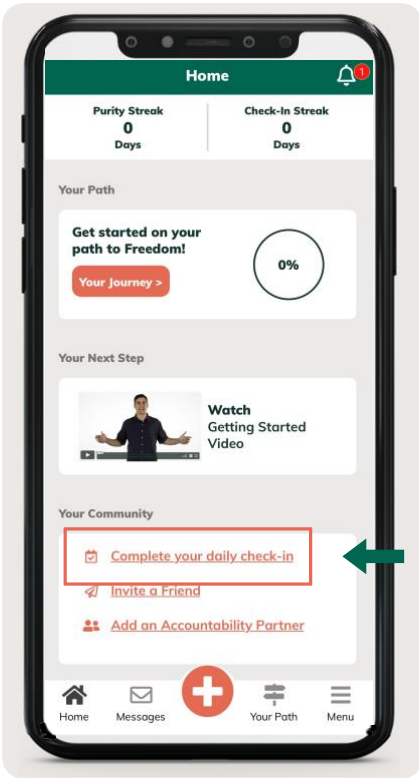 Home
1
Purity Streak
0
Days
Check-In Streak
0
Days
Your Path
Get started on your
path to Freedom!
Your Journey >
0%
Your Next Step
Watch
Getting Started
Video
Your Community
Complete your daily check-in
Invite a Friend
Add an Accountability Partner
Home
Messages
Your Path
Menu